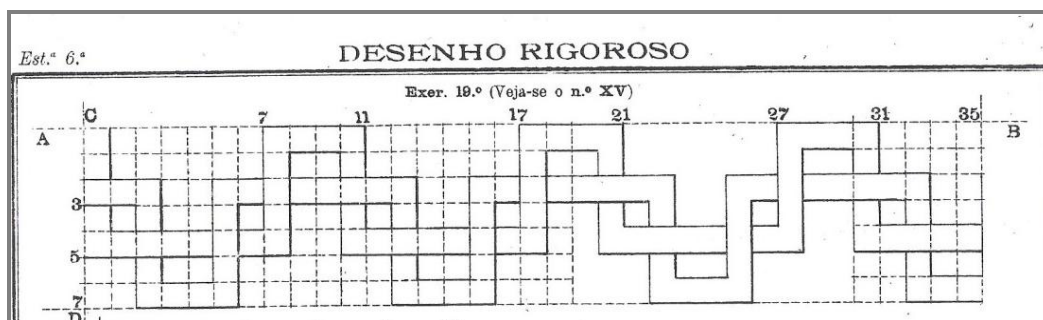 Est.ª 6.ª
DESENHO RIGOROSO
Exer. 19.º (Veja-se o n.º XV)
C 7 11 17 21 27 31 35
A B
3
5
7
D